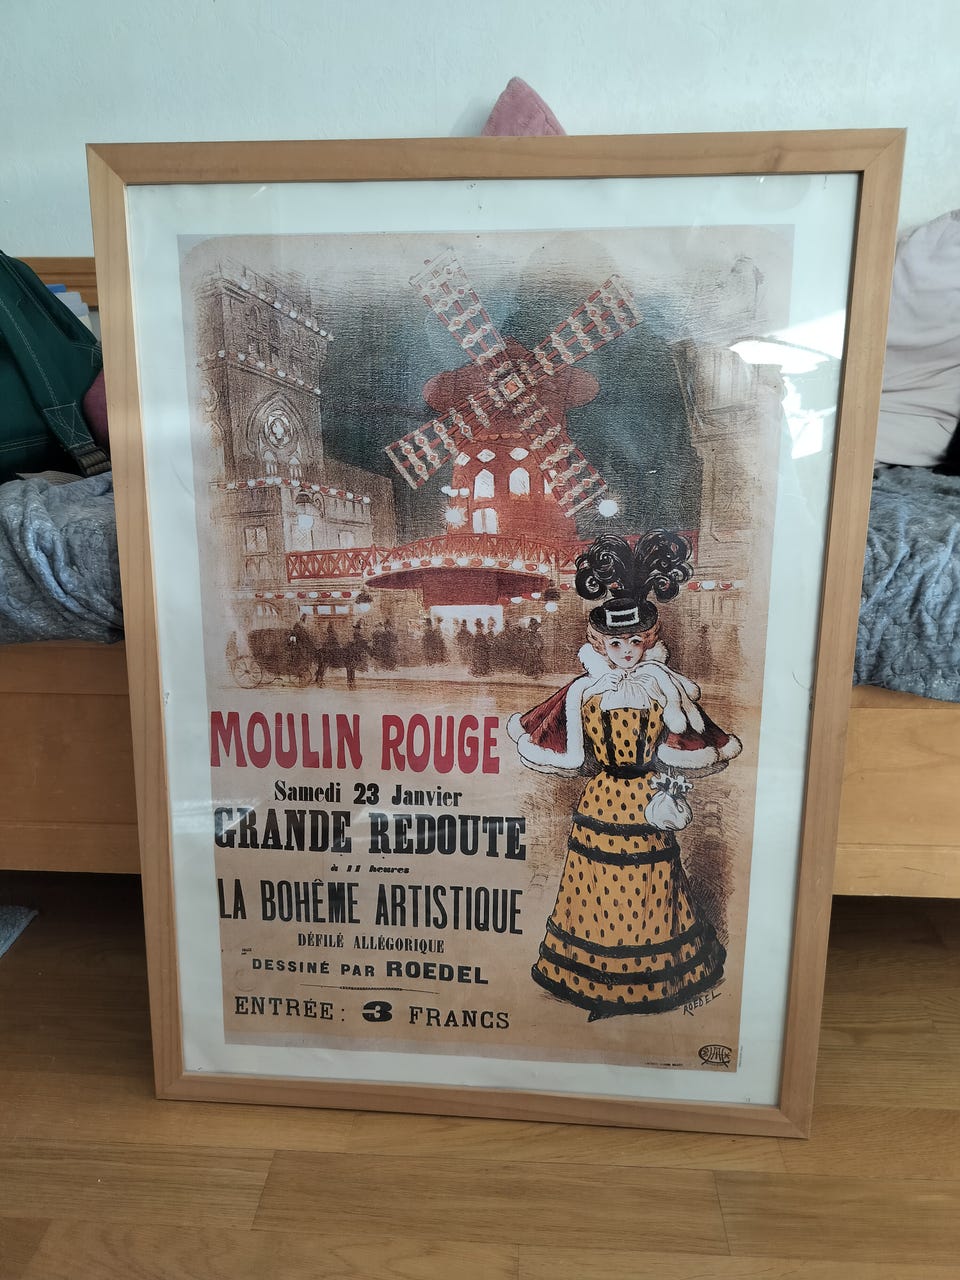 MOULIN ROUGE
Samedi 23 Janvier
GRANDE REDOUTE
à 11 heures
LA BOHÊME ARTISTIQUE
DÉFILÉ ALLÉGORIQUE
DESSINÉ PAR ROEDEL
ENTRÉE: 3 FRANCS
ROEDEL